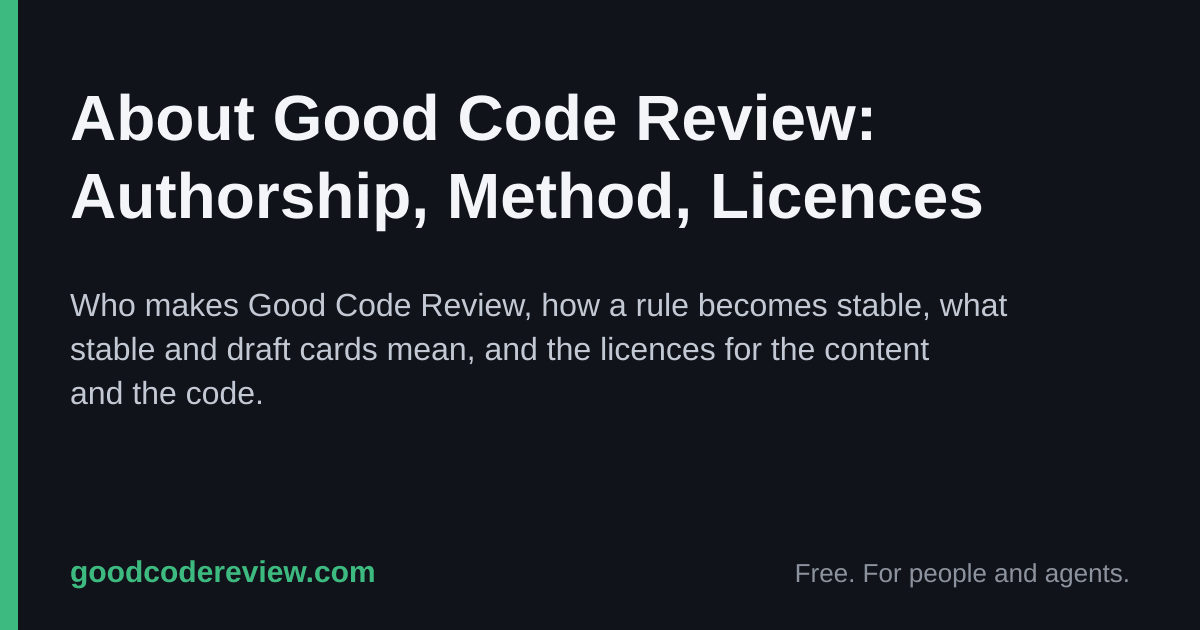 About Good Code Review:
Authorship, Method, Licences
Who makes Good Code Review, how a rule becomes stable, what
stable and draft cards mean, and the licences for the content
and the code.
goodcodereview.com
Free. For people and agents.